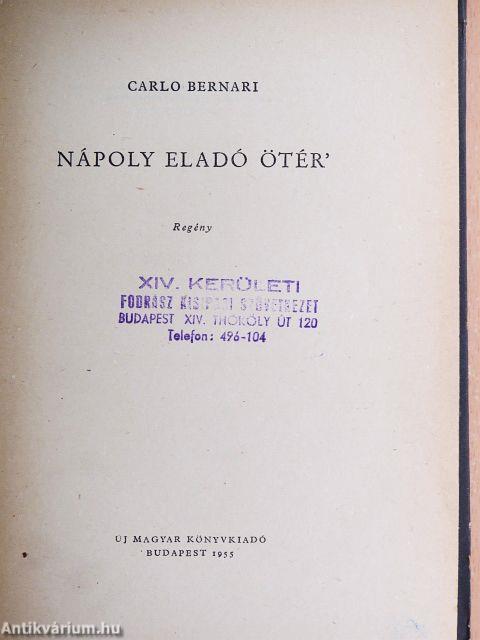 CARLO BERNARI
NÁPOLY ELADÓ ÖTÉR'
Regény
XIV. KERÜLETI
FODRÁSZ KISIPARI SZÖVETKEZET
BUDAPEST XIV. THÖKÖLY ÚT 120
Telefon: 496-104
ÚJ MAGYAR KÖNYVKIADÓ
BUDAPEST 1955
Antikvárium.hu